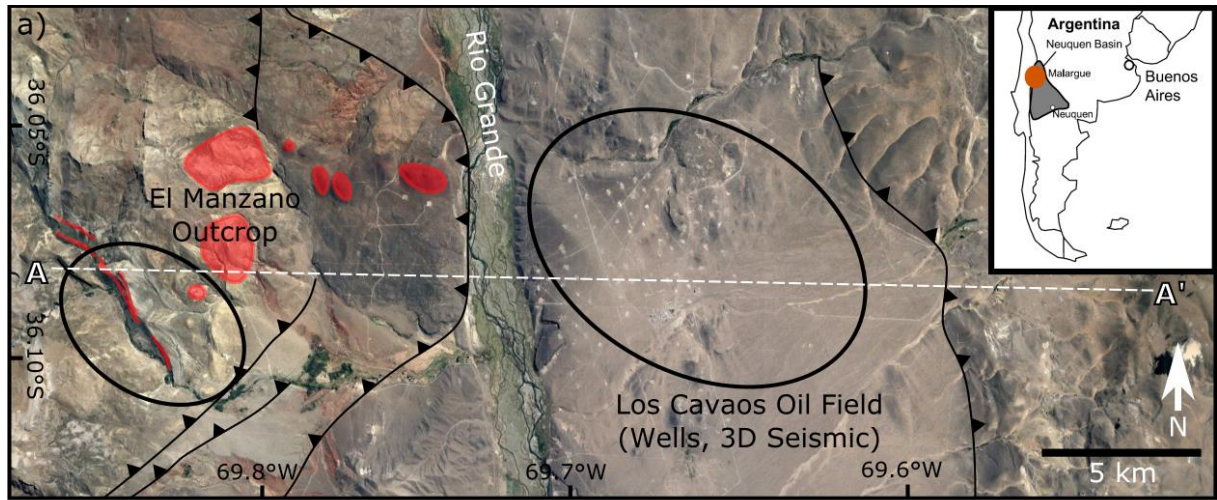 a)
36.05°S
36.10°S
El Manzano
Outcrop
Rio Grande
A
A'
Los Cavaos Oil Field
(Wells, 3D Seismic)
69.8°W
69.7°W
69.6°W
N
5 km
Argentina
Neuquen Basin
Malargue
Neuquen
Buenos
Aires